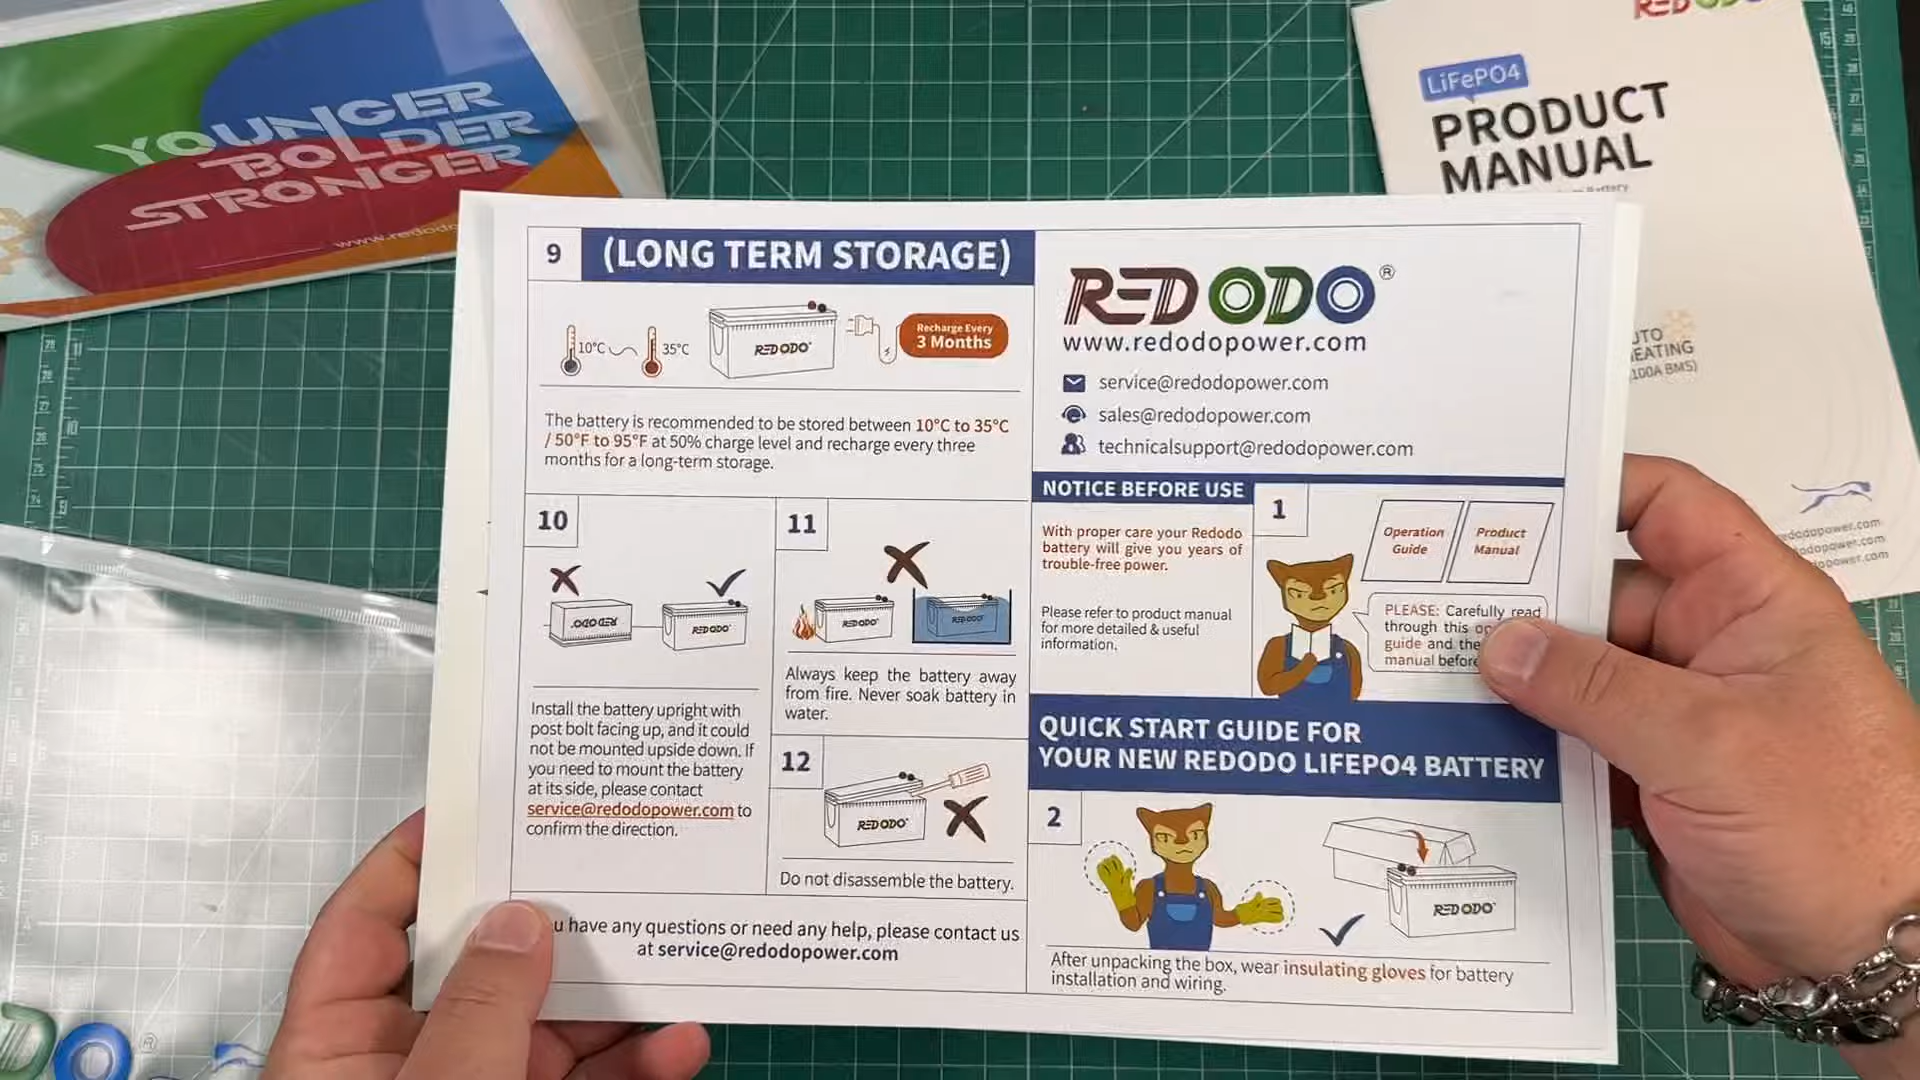 YOUNGER
BOLDER
STRONGER
www.redodo
REDODO
LiFePO4
PRODUCT
MANUAL
Battery
(100A BMS)
9 (LONG TERM STORAGE)
10°C 35°C
REDODO
Recharge Every
3 Months
The battery is recommended to be stored between 10°C to 35°C
/ 50°F to 95°F at 50% charge level and recharge every three
months for a long-term storage.
10
REDODO
REDODO
Install the battery upright with
post bolt facing up, and it could
not be mounted upside down. If
you need to mount the battery
at its side, please contact
service@redodopower.com to
confirm the direction.
11
REDODO
REDODO
Always keep the battery away
from fire. Never soak battery in
water.
12
REDODO
Do not disassemble the battery.
have any questions or need any help, please contact us
at service@redodopower.com
REDODO®
www.redodopower.com
service@redodopower.com
sales@redodopower.com
technicalsupport@redodopower.com
NOTICE BEFORE USE
With proper care your Redodo
battery will give you years of
trouble-free power.
Please refer to product manual
for more detailed & useful
information.
1
Operation
Guide
Product
Manual
PLEASE: Carefully read
through this
guide and the
manual before
QUICK START GUIDE FOR
YOUR NEW REDODO LIFEPO4 BATTERY
2
REDODO
After unpacking the box, wear insulating gloves for battery
installation and wiring.